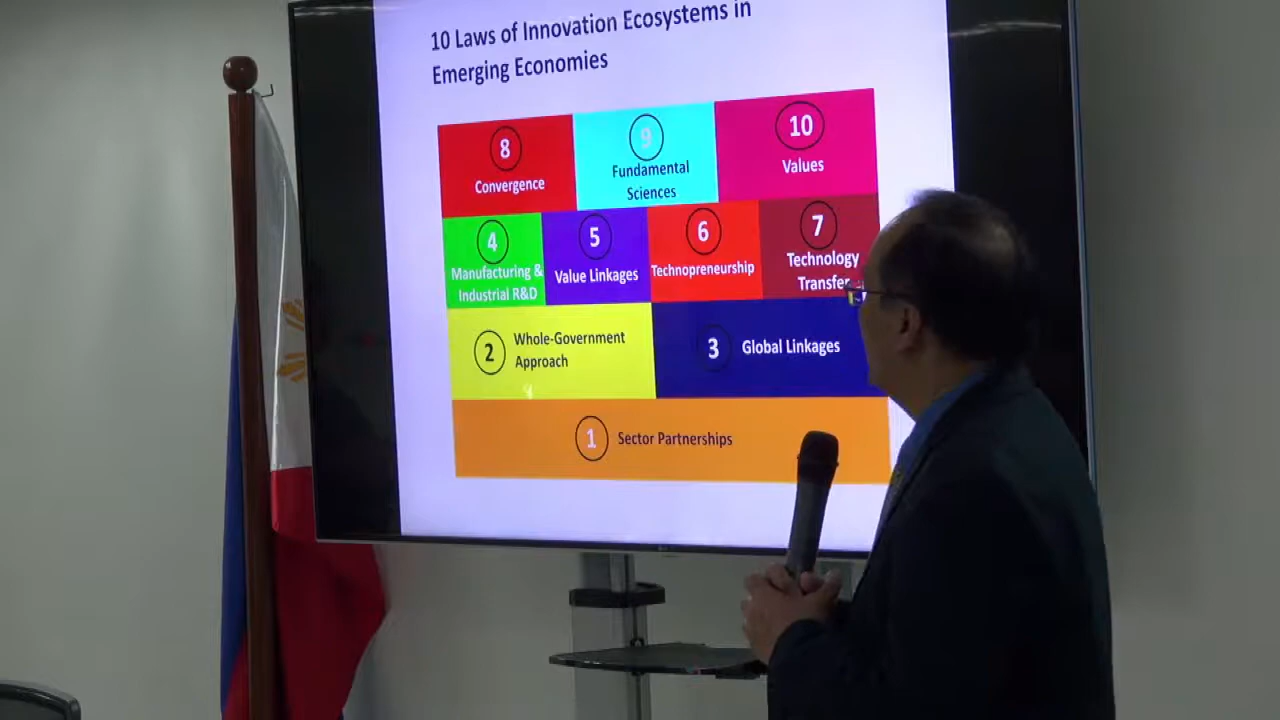 10 Laws of Innovation Ecosystems in
Emerging Economies
8
Convergence
9
Fundamental
Sciences
10
Values
4
Manufacturing &
Industrial R&D
5
Value Linkages
6
Technopreneurship
7
Technology
Transfer
2
Whole-Government
Approach
3
Global Linkages
1
Sector Partnerships